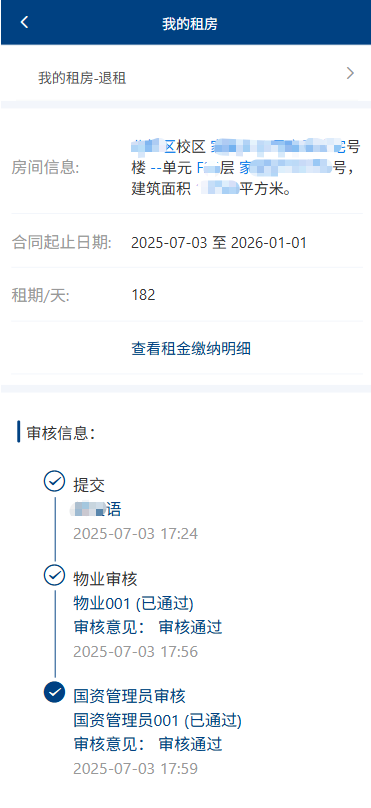 我的租房
我的租房-退租
房间信息:
区校区 号
楼 --单元 层 家 号，
建筑面积 平方米。
合同起止日期:
2025-07-03 至 2026-01-01
租期/天:
182
查看租金缴纳明细
审核信息：
提交
语
2025-07-03 17:24
物业审核
物业001 (已通过)
审核意见： 审核通过
2025-07-03 17:56
国资管理员审核
国资管理员001 (已通过)
审核意见： 审核通过
2025-07-03 17:59